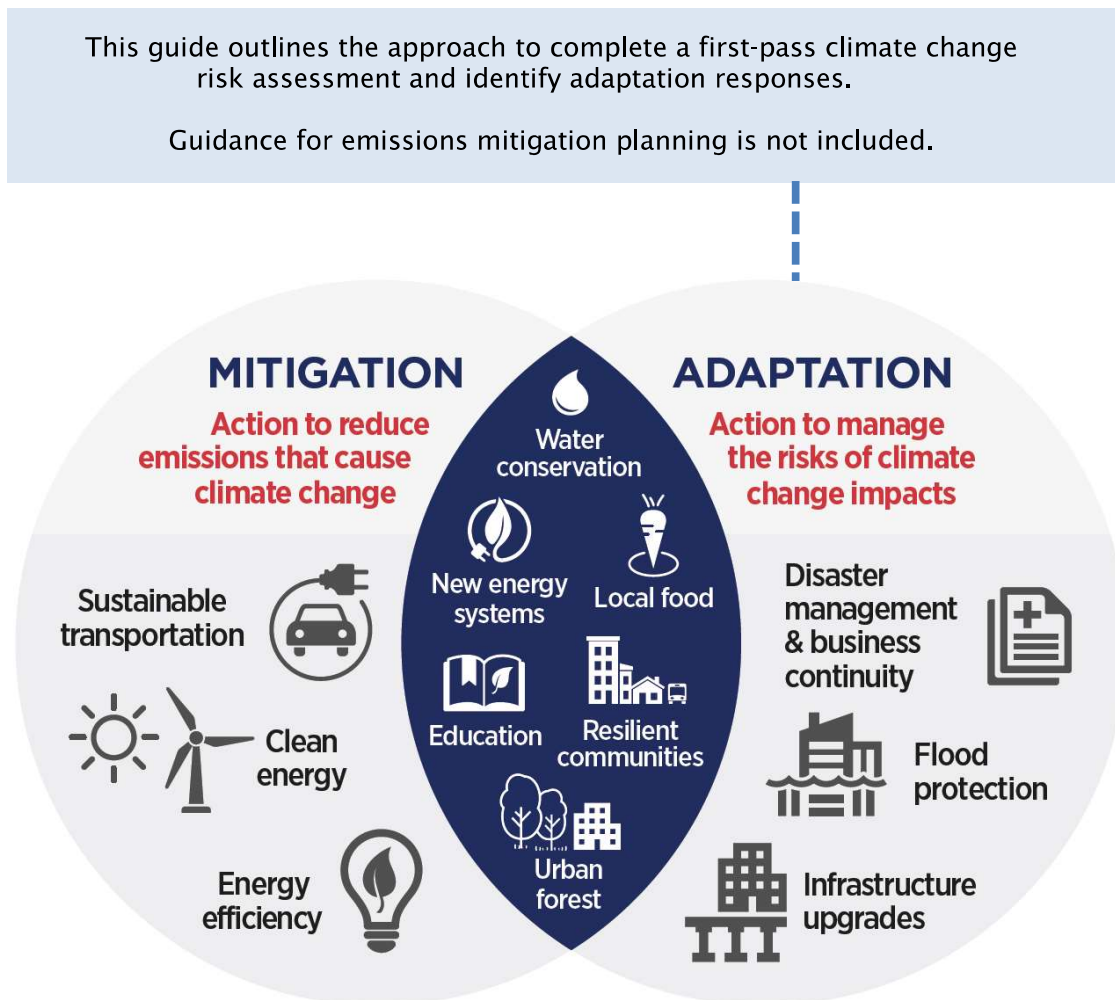 This guide outlines the approach to complete a first-pass climate change
risk assessment and identify adaptation responses.
Guidance for emissions mitigation planning is not included.
MITIGATION
Action to reduce
emissions that cause
climate change
Sustainable
transportation
Clean
energy
Energy
efficiency
Water
conservation
New energy
systems
Local food
Education
Resilient
communities
Urban
forest
ADAPTATION
Action to manage
the risks of climate
change impacts
Disaster
management
& business
continuity
Flood
protection
Infrastructure
upgrades